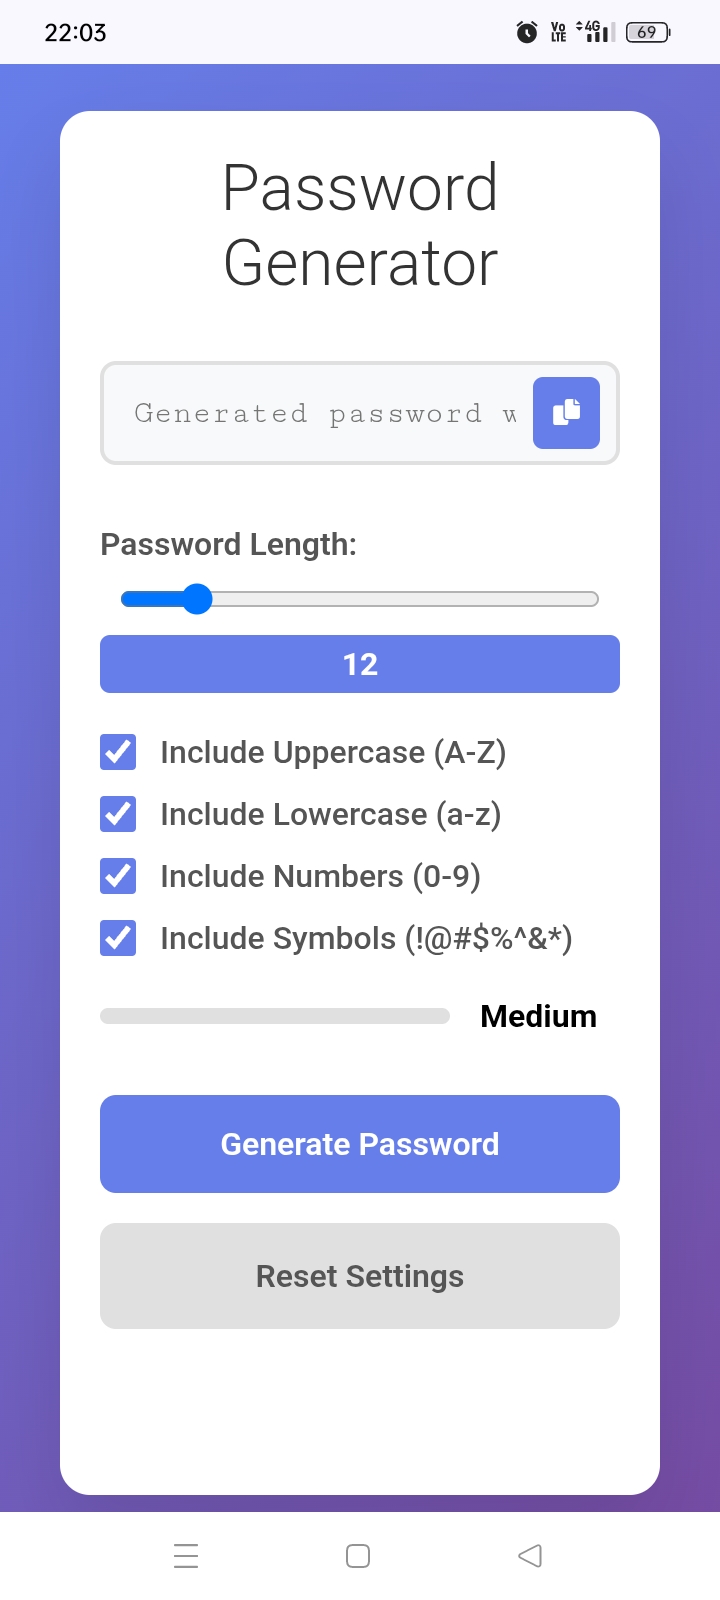 22:03
Vo LTE 4G 69
Password
Generator
Generated password w
Password Length:
12
Include Uppercase (A-Z)
Include Lowercase (a-z)
Include Numbers (0-9)
Include Symbols (!@#$%^&*)
Medium
Generate Password
Reset Settings